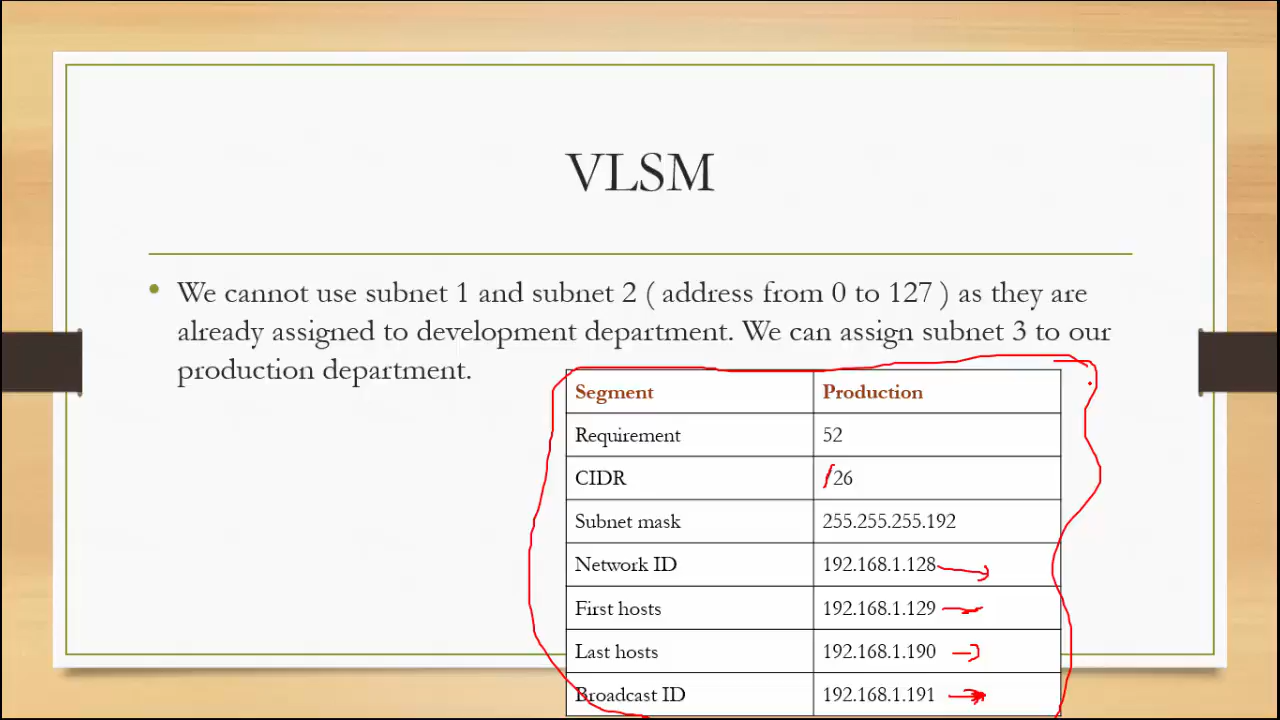 VLSM
• We cannot use subnet 1 and subnet 2 ( address from 0 to 127 ) as they are
already assigned to development department. We can assign subnet 3 to our
production department.
Segment Production
Requirement 52
CIDR /26
Subnet mask 255.255.255.192
Network ID 192.168.1.128
First hosts 192.168.1.129
Last hosts 192.168.1.190
Broadcast ID 192.168.1.191